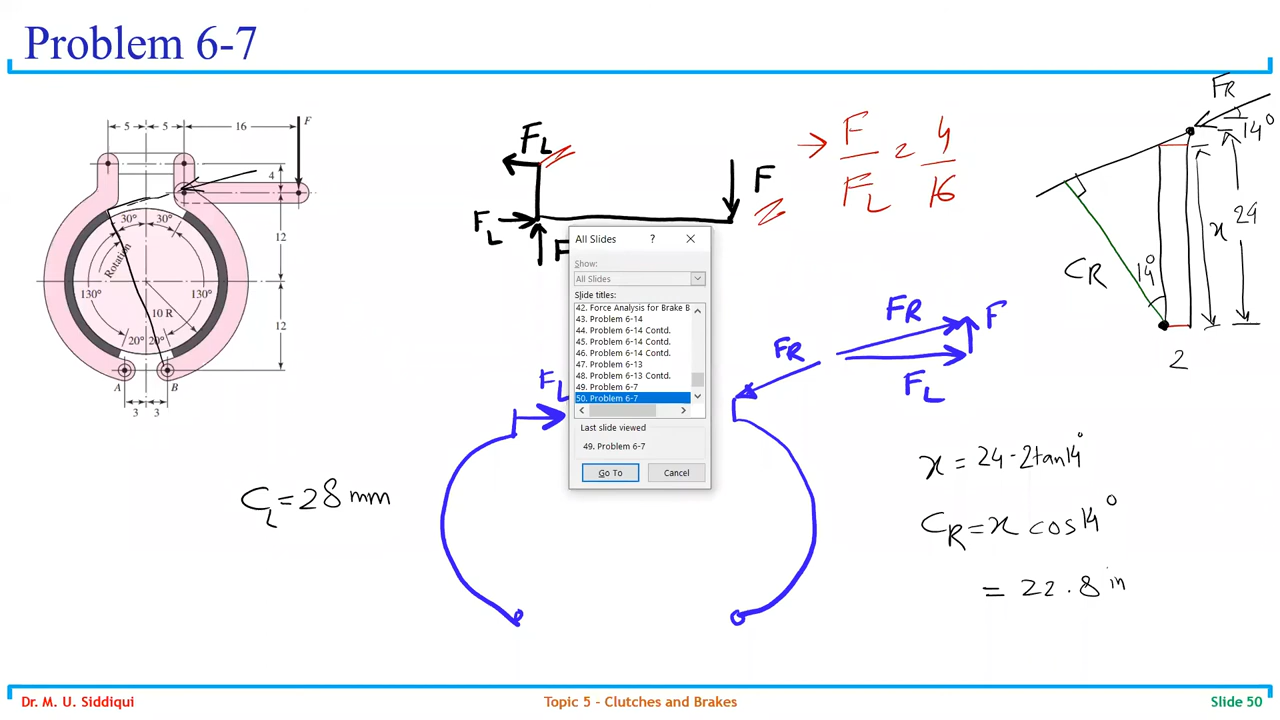 Problem 6-7
5
5
16
F
4
12
12
30°
30°
Rotation
130°
130°
10 R
20°
20°
A
B
3
3
C_L = 28 mm
F_L
F_L
F
F
→ F / F_L = 4 / 16
F_R
14°
24
x
C_R
14°
2
F_L
F_R
F_R
F
F_L
x = 24 - 2tan14°
C_R = x cos14°
= 22.8 in
All Slides
?
Show:
All Slides
Slide titles:
42. Force Analysis for Brake B
43. Problem 6-14
44. Problem 6-14 Contd.
45. Problem 6-14 Contd.
46. Problem 6-14 Contd.
47. Problem 6-13
48. Problem 6-13 Contd.
49. Problem 6-7
50. Problem 6-7
Last slide viewed
49. Problem 6-7
Go To
Cancel
Dr. M. U. Siddiqui
Topic 5 - Clutches and Brakes
Slide 50